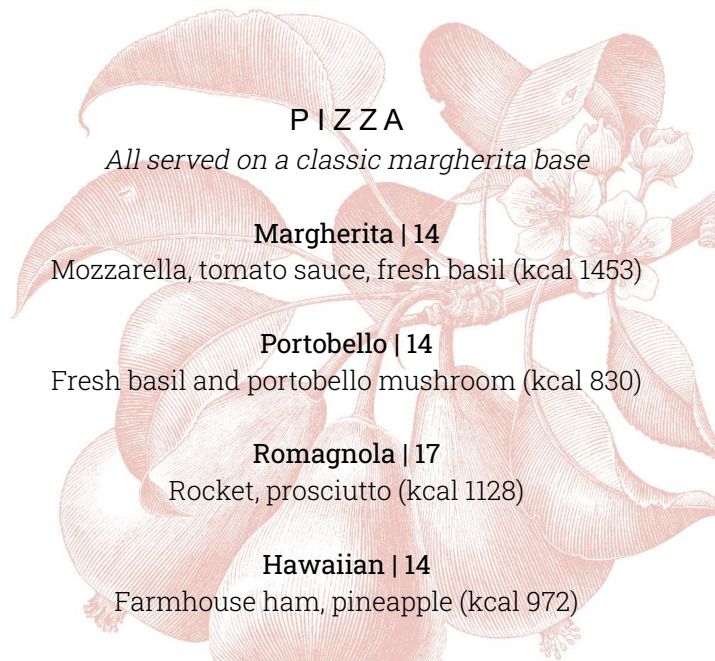 PIZZA
All served on a classic margherita base
Margherita | 14
Mozzarella, tomato sauce, fresh basil (kcal 1453)
Portobello | 14
Fresh basil and portobello mushroom (kcal 830)
Romagnola | 17
Rocket, prosciutto (kcal 1128)
Hawaiian | 14
Farmhouse ham, pineapple (kcal 972)